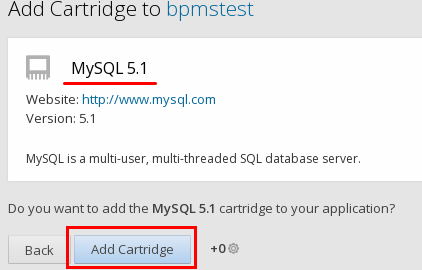 Add Cartridge to bpmstest
MySQL 5.1
Website: http://www.mysql.com
Version: 5.1
MySQL is a multi-user, multi-threaded SQL database server.
Do you want to add the MySQL 5.1 cartridge to your application?
Back Add Cartridge +0